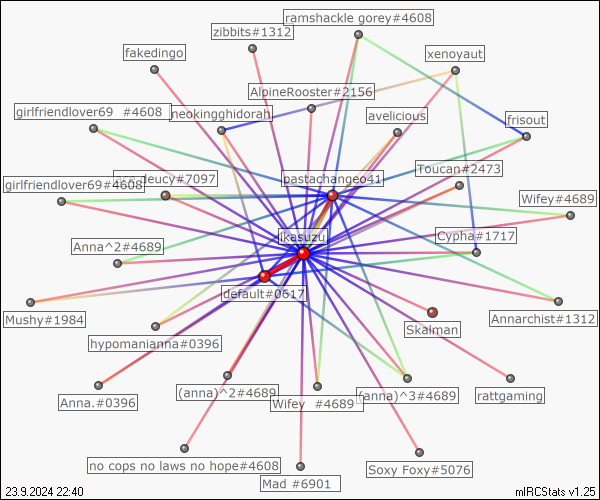 ramshackle gorey#4608
zibbits#1312
fakedingo
xenoyaut
AlpineRooster#2156
girlfriendlover69 #4608
neokingghidorah
avelicious
frisout
deucy#7097
pastachangeo41
Toucan#2473
girlfriendlover69#4608
Wifey#4689
Anna^2#4689
ikasuzu
Cypha#1717
default#0617
Mushy#1984
Skalman
Annarchist#1312
hypomanianna#0396
Anna.#0396
(anna)^2#4689
Wifey #4689
(anna)^3#4689
rattgaming
no cops no laws no hope#4608
Mad #6901
Soxy Foxy#5076
23.9.2024 22:40
mIRCStats v1.25